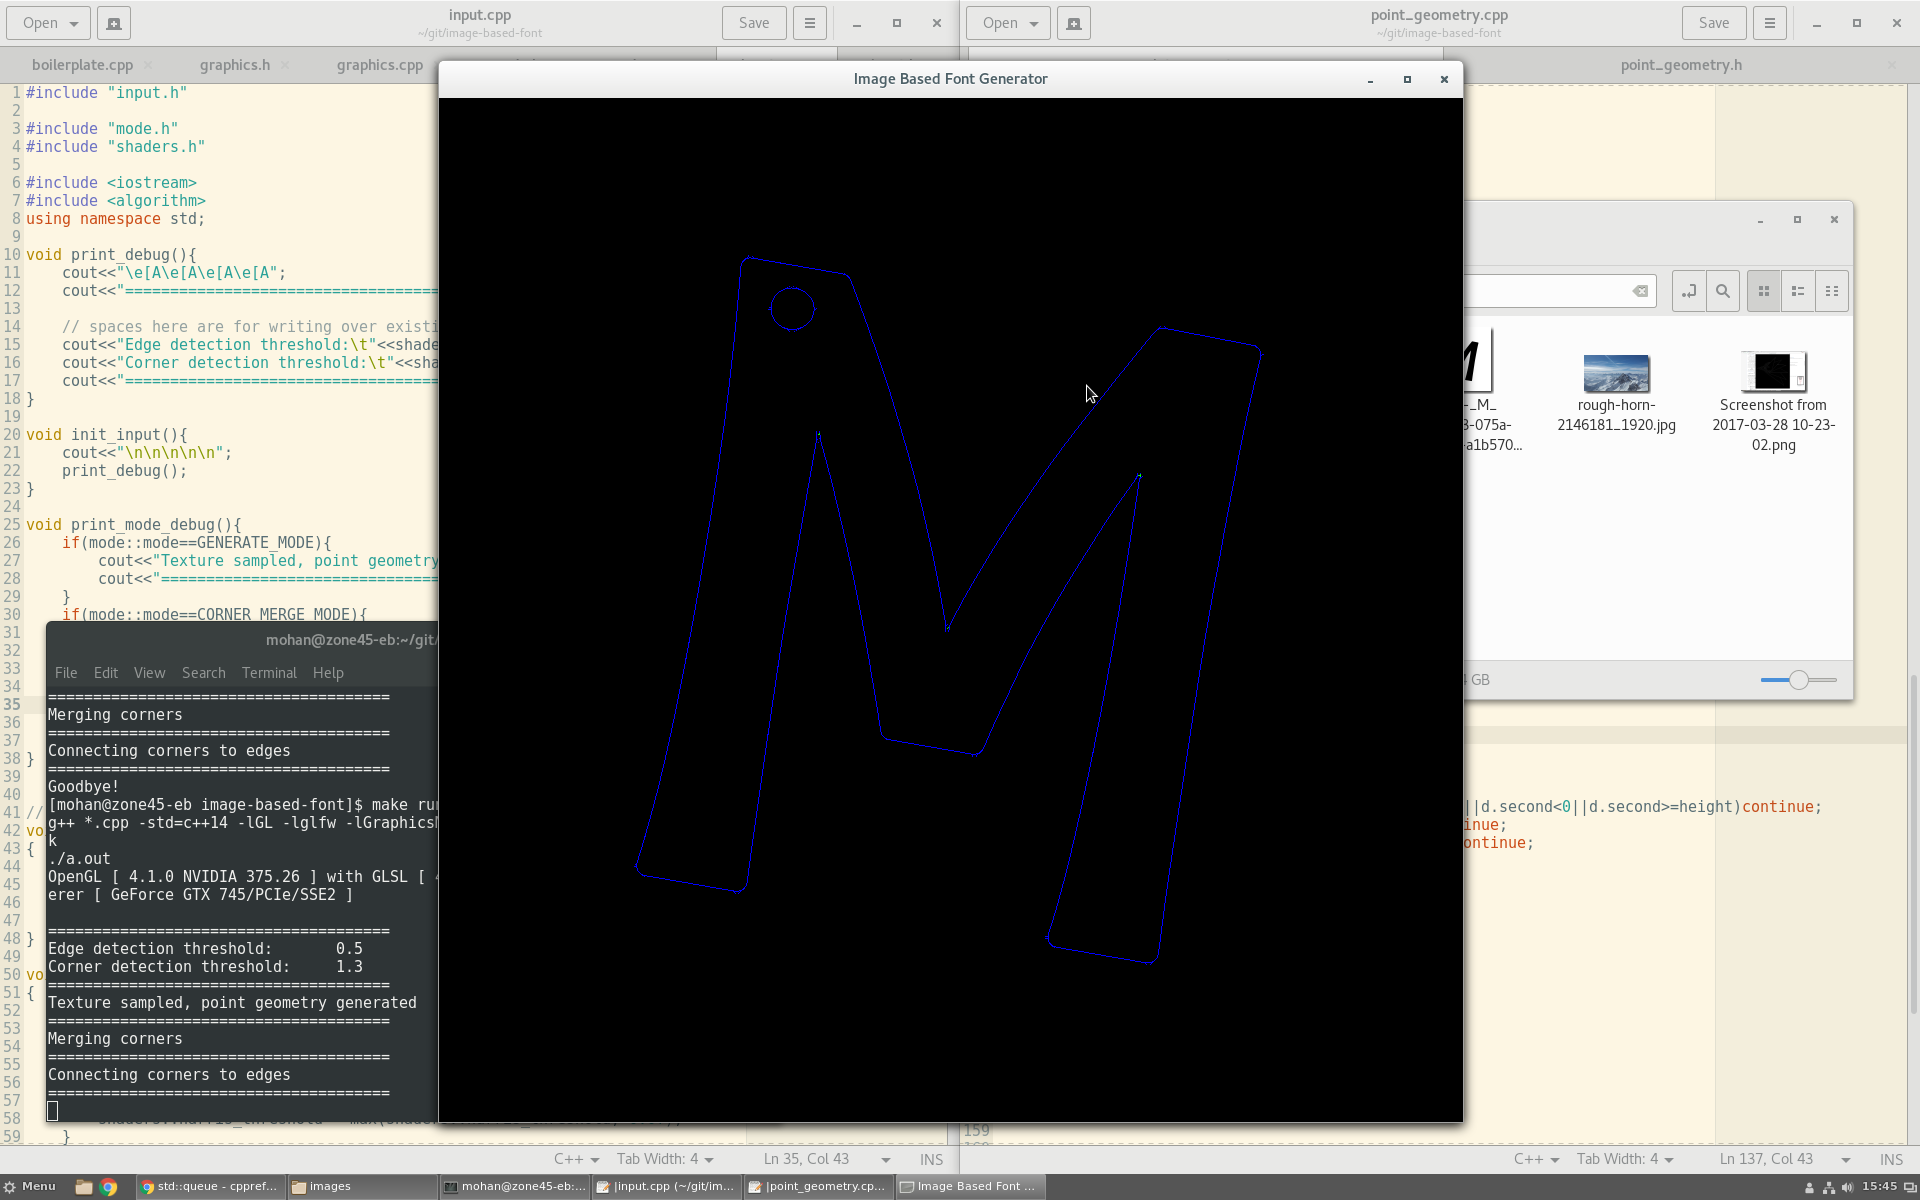 Open
input.cpp
~/git/image-based-font
Save
Open
point_geometry.cpp
~/git/image-based-font
Save
boilerplate.cpp
graphics.h
graphics.cpp
point_geometry.h
Image Based Font Generator
1 #include "input.h"
2
3 #include "mode.h"
4 #include "shaders.h"
5
6 #include <iostream>
7 #include <algorithm>
8 using namespace std;
9
10 void print_debug(){
11 cout<<"\e[A\e[A\e[A\e[A";
12 cout<<"===================================
13
14 // spaces here are for writing over existi
15 cout<<"Edge detection threshold:\t"<<shade
16 cout<<"Corner detection threshold:\t"<<sha
17 cout<<"===================================
18 }
19
20 void init_input(){
21 cout<<"\n\n\n\n\n";
22 print_debug();
23 }
24
25 void print_mode_debug(){
26 if(mode::mode==GENERATE_MODE){
27 cout<<"Texture sampled, point geometry
28 cout<<"===============================
29 }
30 if(mode::mode==CORNER_MERGE_MODE){
31
32
33
34
35
36
37
38 }
39
40
41 //
42 vo
43 {
44
45
46
47
48 }
49
50 vo
51 {
52
53
54
55
56
57
58
59 }
mohan@zone45-eb:~/git/
File Edit View Search Terminal Help
======================================
Merging corners
======================================
Connecting corners to edges
======================================
Goodbye!
[mohan@zone45-eb image-based-font]$ make run
g++ *.cpp -std=c++14 -lGL -lglfw -lGraphicsM
k
./a.out
OpenGL [ 4.1.0 NVIDIA 375.26 ] with GLSL [ 4
erer [ GeForce GTX 745/PCIe/SSE2 ]
======================================
Edge detection threshold: 0.5
Corner detection threshold: 1.3
======================================
Texture sampled, point geometry generated
======================================
Merging corners
======================================
Connecting corners to edges
======================================
-_M_
3-075a-
a1b570...
rough-horn-
2146181_1920.jpg
Screenshot from
2017-03-28 10-23-
02.png
GB
||d.second<0||d.second>=height)continue;
inue;
ontinue;
159
C++ Tab Width: 4 Ln 35, Col 43 INS
C++ Tab Width: 4 Ln 137, Col 43 INS
Menu
std::queue - cppref...
images
mohan@zone45-eb:...
|input.cpp (~/git/im...
|point_geometry.cp...
Image Based Font ...
15:45